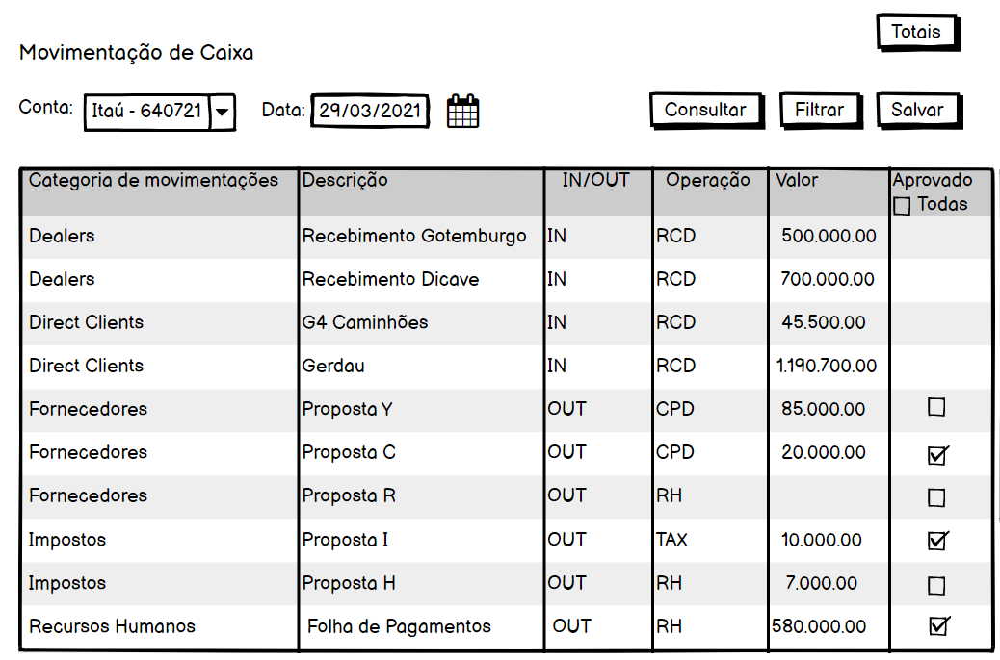 Totais
Movimentação de Caixa
Conta: Itaú - 640721 Data: 29/03/2021 Consultar Filtrar Salvar
Categoria de movimentações Descrição IN/OUT Operação Valor Aprovado
Todas
Dealers Recebimento Gotemburgo IN RCD 500.000.00
Dealers Recebimento Dicave IN RCD 700.000.00
Direct Clients G4 Caminhões IN RCD 45.500.00
Direct Clients Gerdau IN RCD 1.190.700.00
Fornecedores Proposta Y OUT CPD 85.000.00
Fornecedores Proposta C OUT CPD 20.000.00
Fornecedores Proposta R OUT RH
Impostos Proposta I OUT TAX 10.000.00
Impostos Proposta H OUT RH 7.000.00
Recursos Humanos Folha de Pagamentos OUT RH 580.000.00